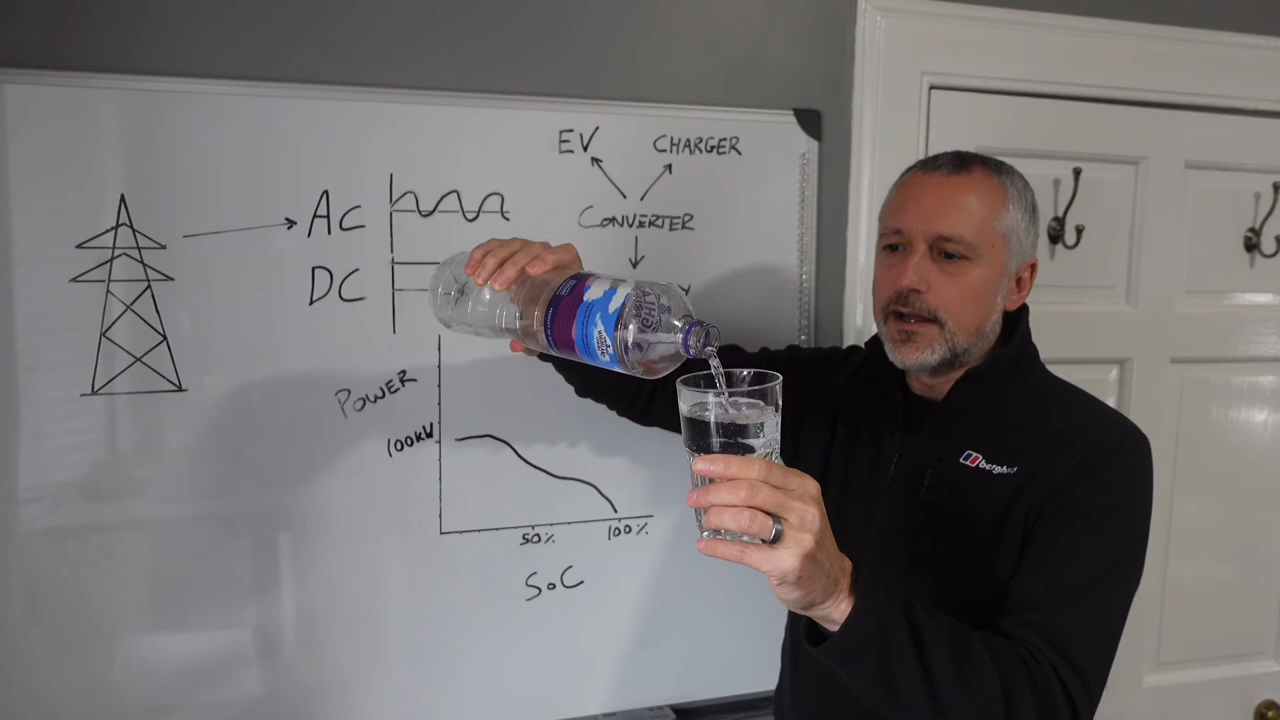 EV
CHARGER
AC
CONVERTER
DC
POWER
100kW
50%
100%
SoC
berghaus